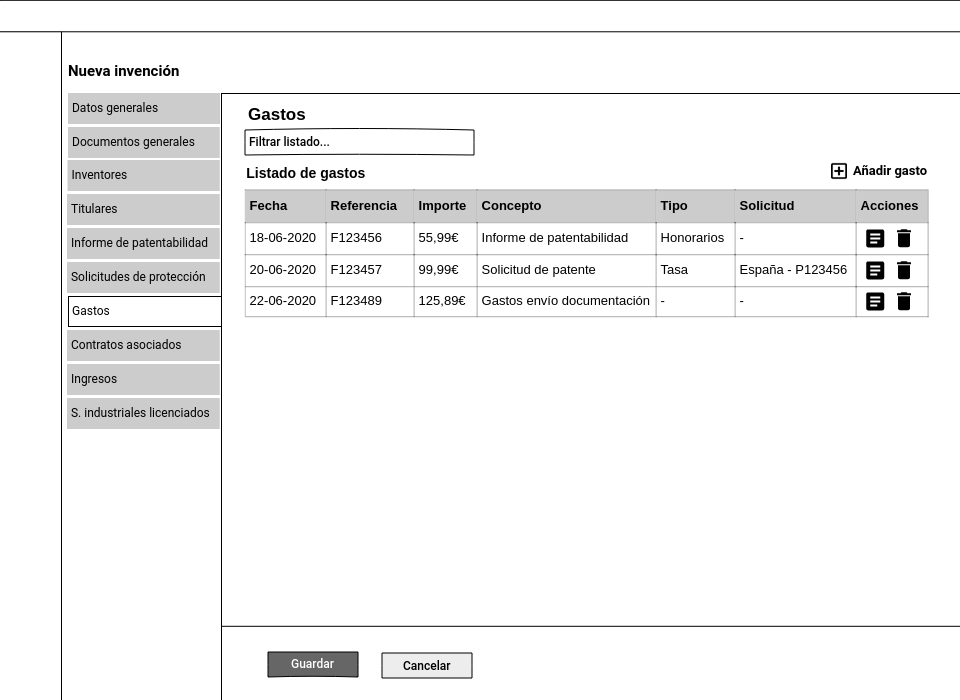 Nueva invención
Datos generales
Documentos generales
Inventores
Titulares
Informe de patentabilidad
Solicitudes de protección
Gastos
Contratos asociados
Ingresos
S. industriales licenciados
Gastos
Filtrar listado...
Listado de gastos
Añadir gasto
Fecha Referencia Importe Concepto Tipo Solicitud Acciones
18-06-2020 F123456 55,99€ Informe de patentabilidad Honorarios -
20-06-2020 F123457 99,99€ Solicitud de patente Tasa España - P123456
22-06-2020 F123489 125,89€ Gastos envío documentación - -
Guardar Cancelar